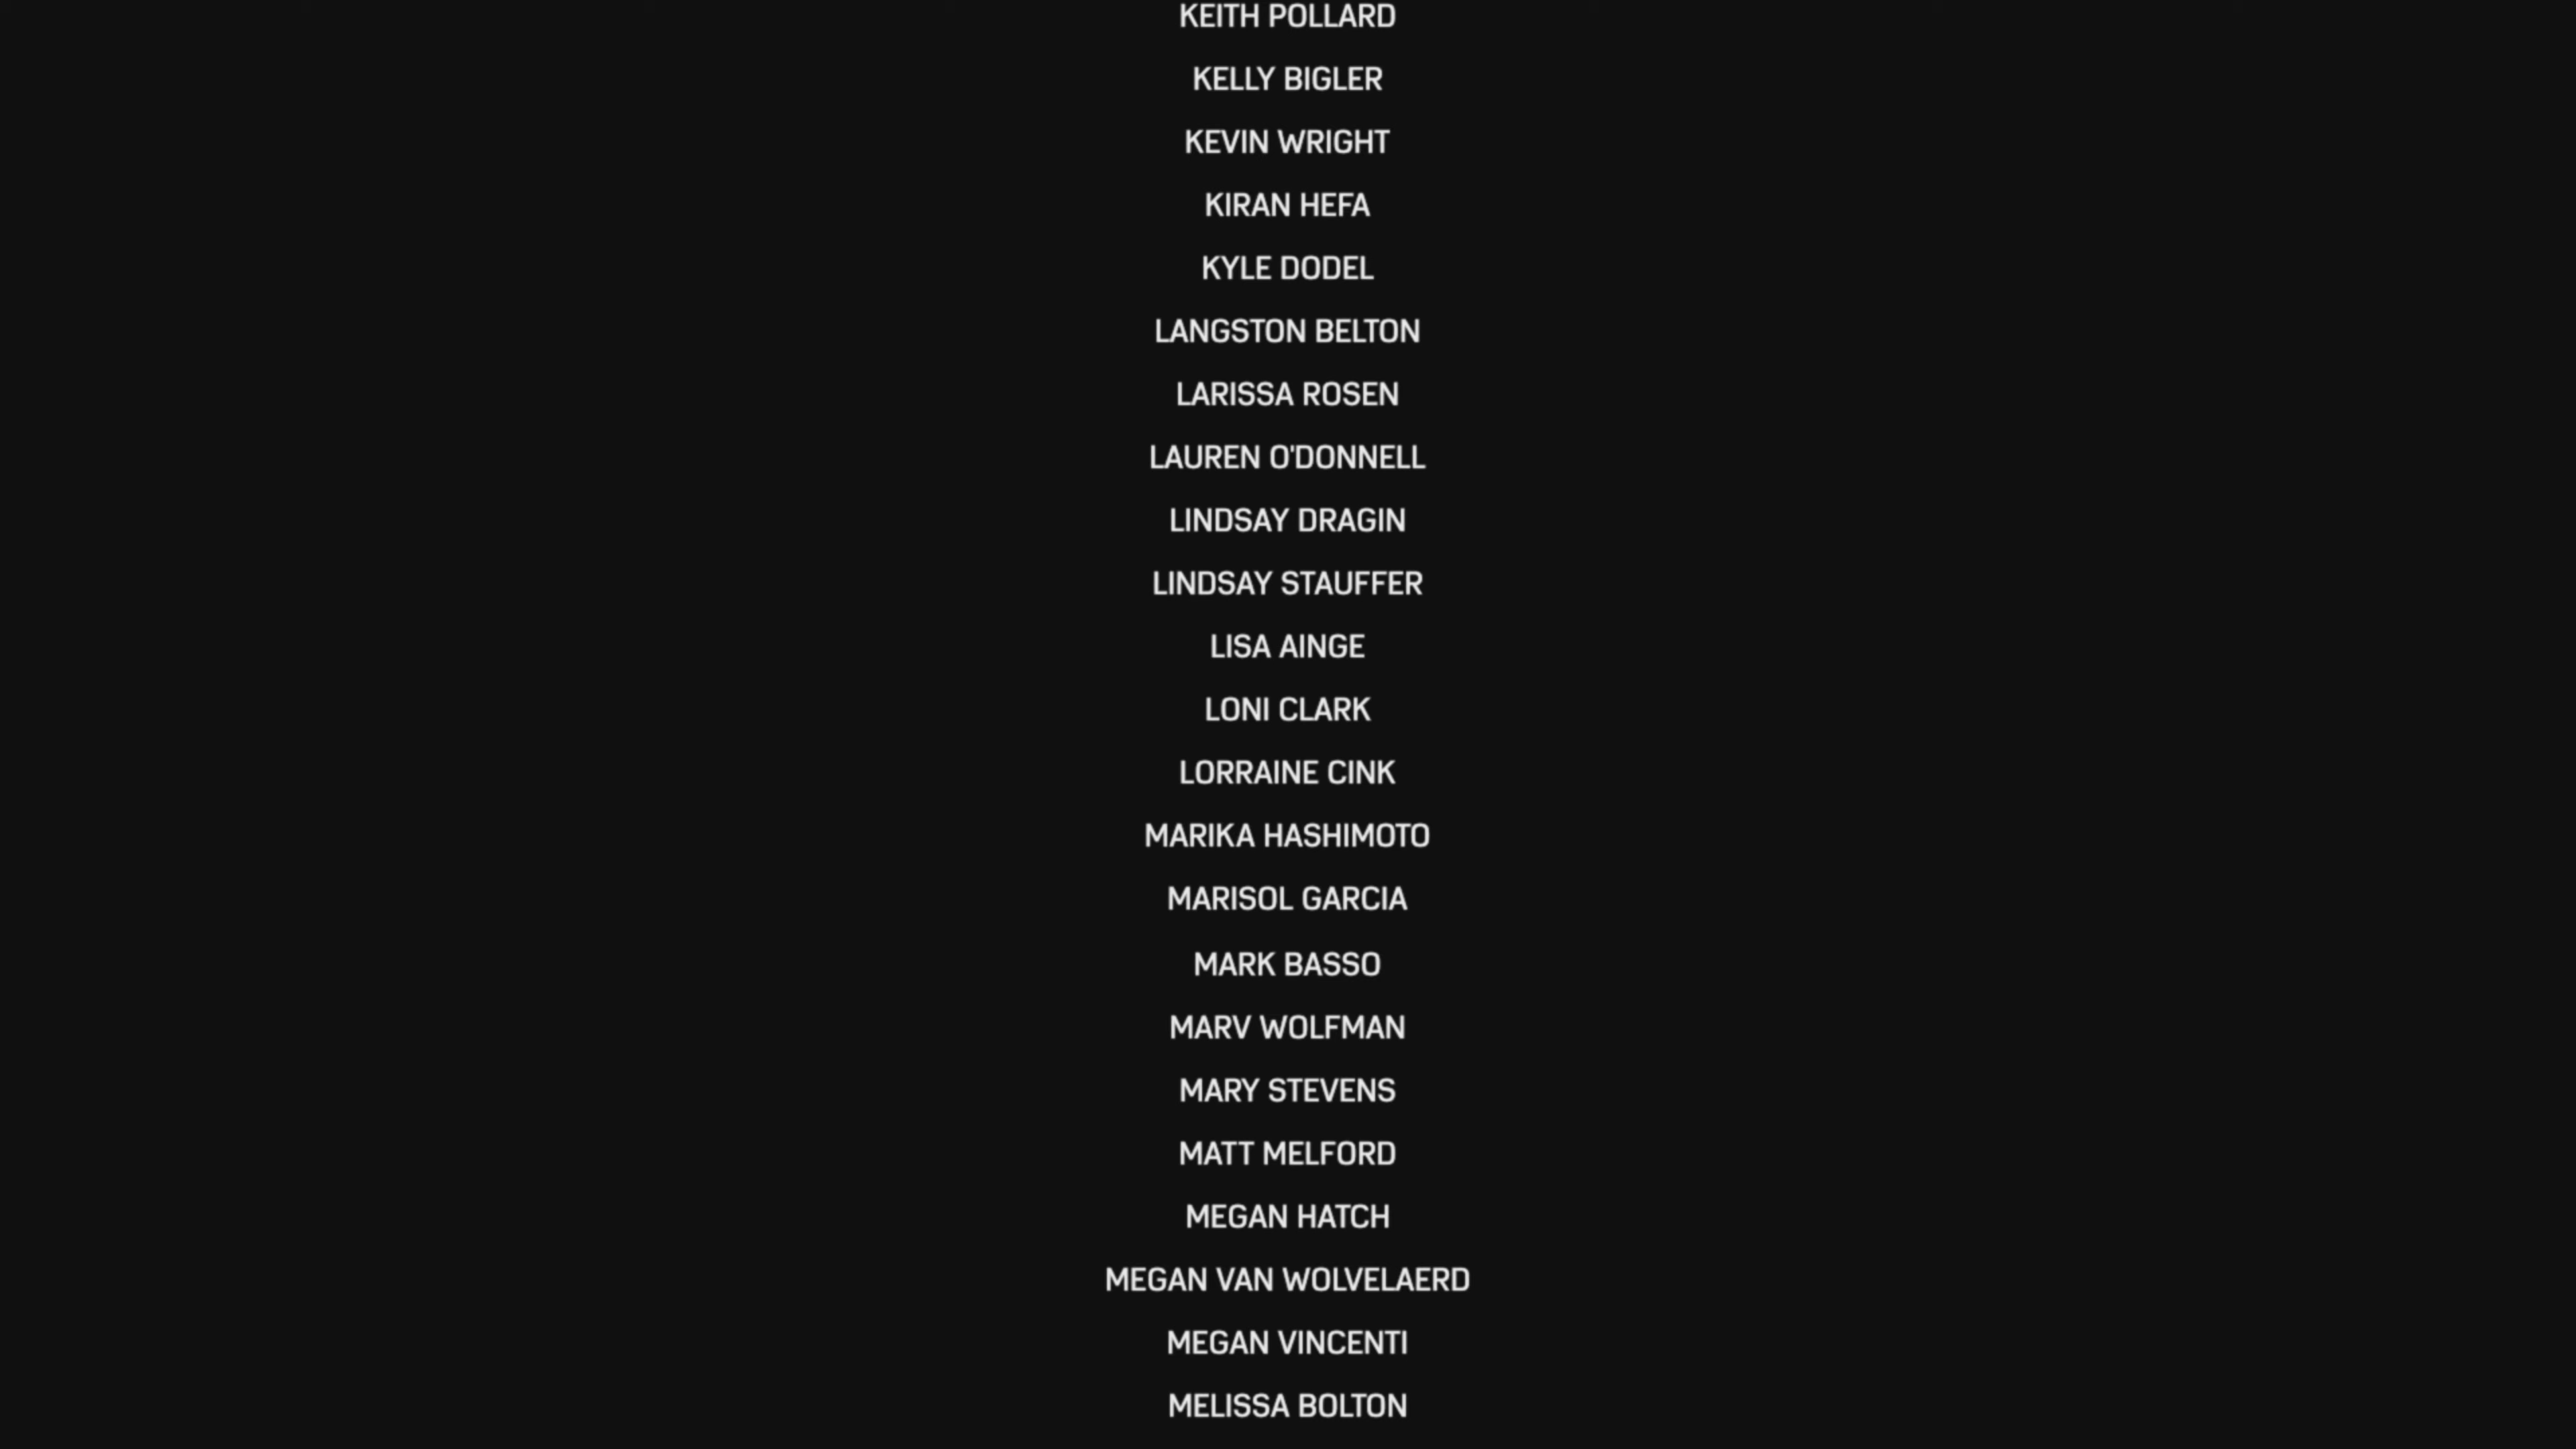 KEITH POLLARD
KELLY BIGLER
KEVIN WRIGHT
KIRAN HEFA
KYLE DODEL
LANGSTON BELTON
LARISSA ROSEN
LAUREN O'DONNELL
LINDSAY DRAGIN
LINDSAY STAUFFER
LISA AINGE
LONI CLARK
LORRAINE CINK
MARIKA HASHIMOTO
MARISOL GARCIA
MARK BASSO
MARV WOLFMAN
MARY STEVENS
MATT MELFORD
MEGAN HATCH
MEGAN VAN WOLVELAERD
MEGAN VINCENTI
MELISSA BOLTON